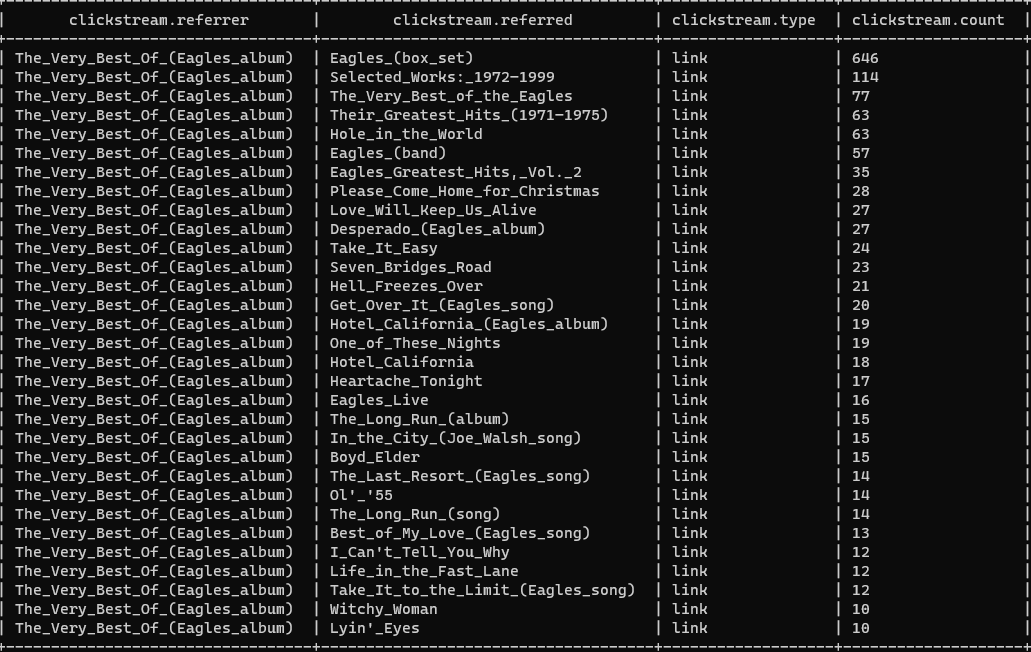 | clickstream.referrer | clickstream.referred | clickstream.type | clickstream.count |
| The_Very_Best_Of_(Eagles_album) | Eagles_(box_set) | link | 646 |
| The_Very_Best_Of_(Eagles_album) | Selected_Works:_1972–1999 | link | 114 |
| The_Very_Best_Of_(Eagles_album) | The_Very_Best_of_the_Eagles | link | 77 |
| The_Very_Best_Of_(Eagles_album) | Their_Greatest_Hits_(1971–1975) | link | 63 |
| The_Very_Best_Of_(Eagles_album) | Hole_in_the_World | link | 63 |
| The_Very_Best_Of_(Eagles_album) | Eagles_(band) | link | 57 |
| The_Very_Best_Of_(Eagles_album) | Eagles_Greatest_Hits,_Vol._2 | link | 35 |
| The_Very_Best_Of_(Eagles_album) | Please_Come_Home_for_Christmas | link | 28 |
| The_Very_Best_Of_(Eagles_album) | Love_Will_Keep_Us_Alive | link | 27 |
| The_Very_Best_Of_(Eagles_album) | Desperado_(Eagles_album) | link | 27 |
| The_Very_Best_Of_(Eagles_album) | Take_It_Easy | link | 24 |
| The_Very_Best_Of_(Eagles_album) | Seven_Bridges_Road | link | 23 |
| The_Very_Best_Of_(Eagles_album) | Hell_Freezes_Over | link | 21 |
| The_Very_Best_Of_(Eagles_album) | Get_Over_It_(Eagles_song) | link | 20 |
| The_Very_Best_Of_(Eagles_album) | Hotel_California_(Eagles_album) | link | 19 |
| The_Very_Best_Of_(Eagles_album) | One_of_These_Nights | link | 19 |
| The_Very_Best_Of_(Eagles_album) | Hotel_California | link | 18 |
| The_Very_Best_Of_(Eagles_album) | Heartache_Tonight | link | 17 |
| The_Very_Best_Of_(Eagles_album) | Eagles_Live | link | 16 |
| The_Very_Best_Of_(Eagles_album) | The_Long_Run_(album) | link | 15 |
| The_Very_Best_Of_(Eagles_album) | In_the_City_(Joe_Walsh_song) | link | 15 |
| The_Very_Best_Of_(Eagles_album) | Boyd_Elder | link | 15 |
| The_Very_Best_Of_(Eagles_album) | The_Last_Resort_(Eagles_song) | link | 14 |
| The_Very_Best_Of_(Eagles_album) | Ol'_'55 | link | 14 |
| The_Very_Best_Of_(Eagles_album) | The_Long_Run_(song) | link | 14 |
| The_Very_Best_Of_(Eagles_album) | Best_of_My_Love_(Eagles_song) | link | 13 |
| The_Very_Best_Of_(Eagles_album) | I_Can't_Tell_You_Why | link | 12 |
| The_Very_Best_Of_(Eagles_album) | Life_in_the_Fast_Lane | link | 12 |
| The_Very_Best_Of_(Eagles_album) | Take_It_to_the_Limit_(Eagles_song) | link | 12 |
| The_Very_Best_Of_(Eagles_album) | Witchy_Woman | link | 10 |
| The_Very_Best_Of_(Eagles_album) | Lyin'_Eyes | link | 10 |